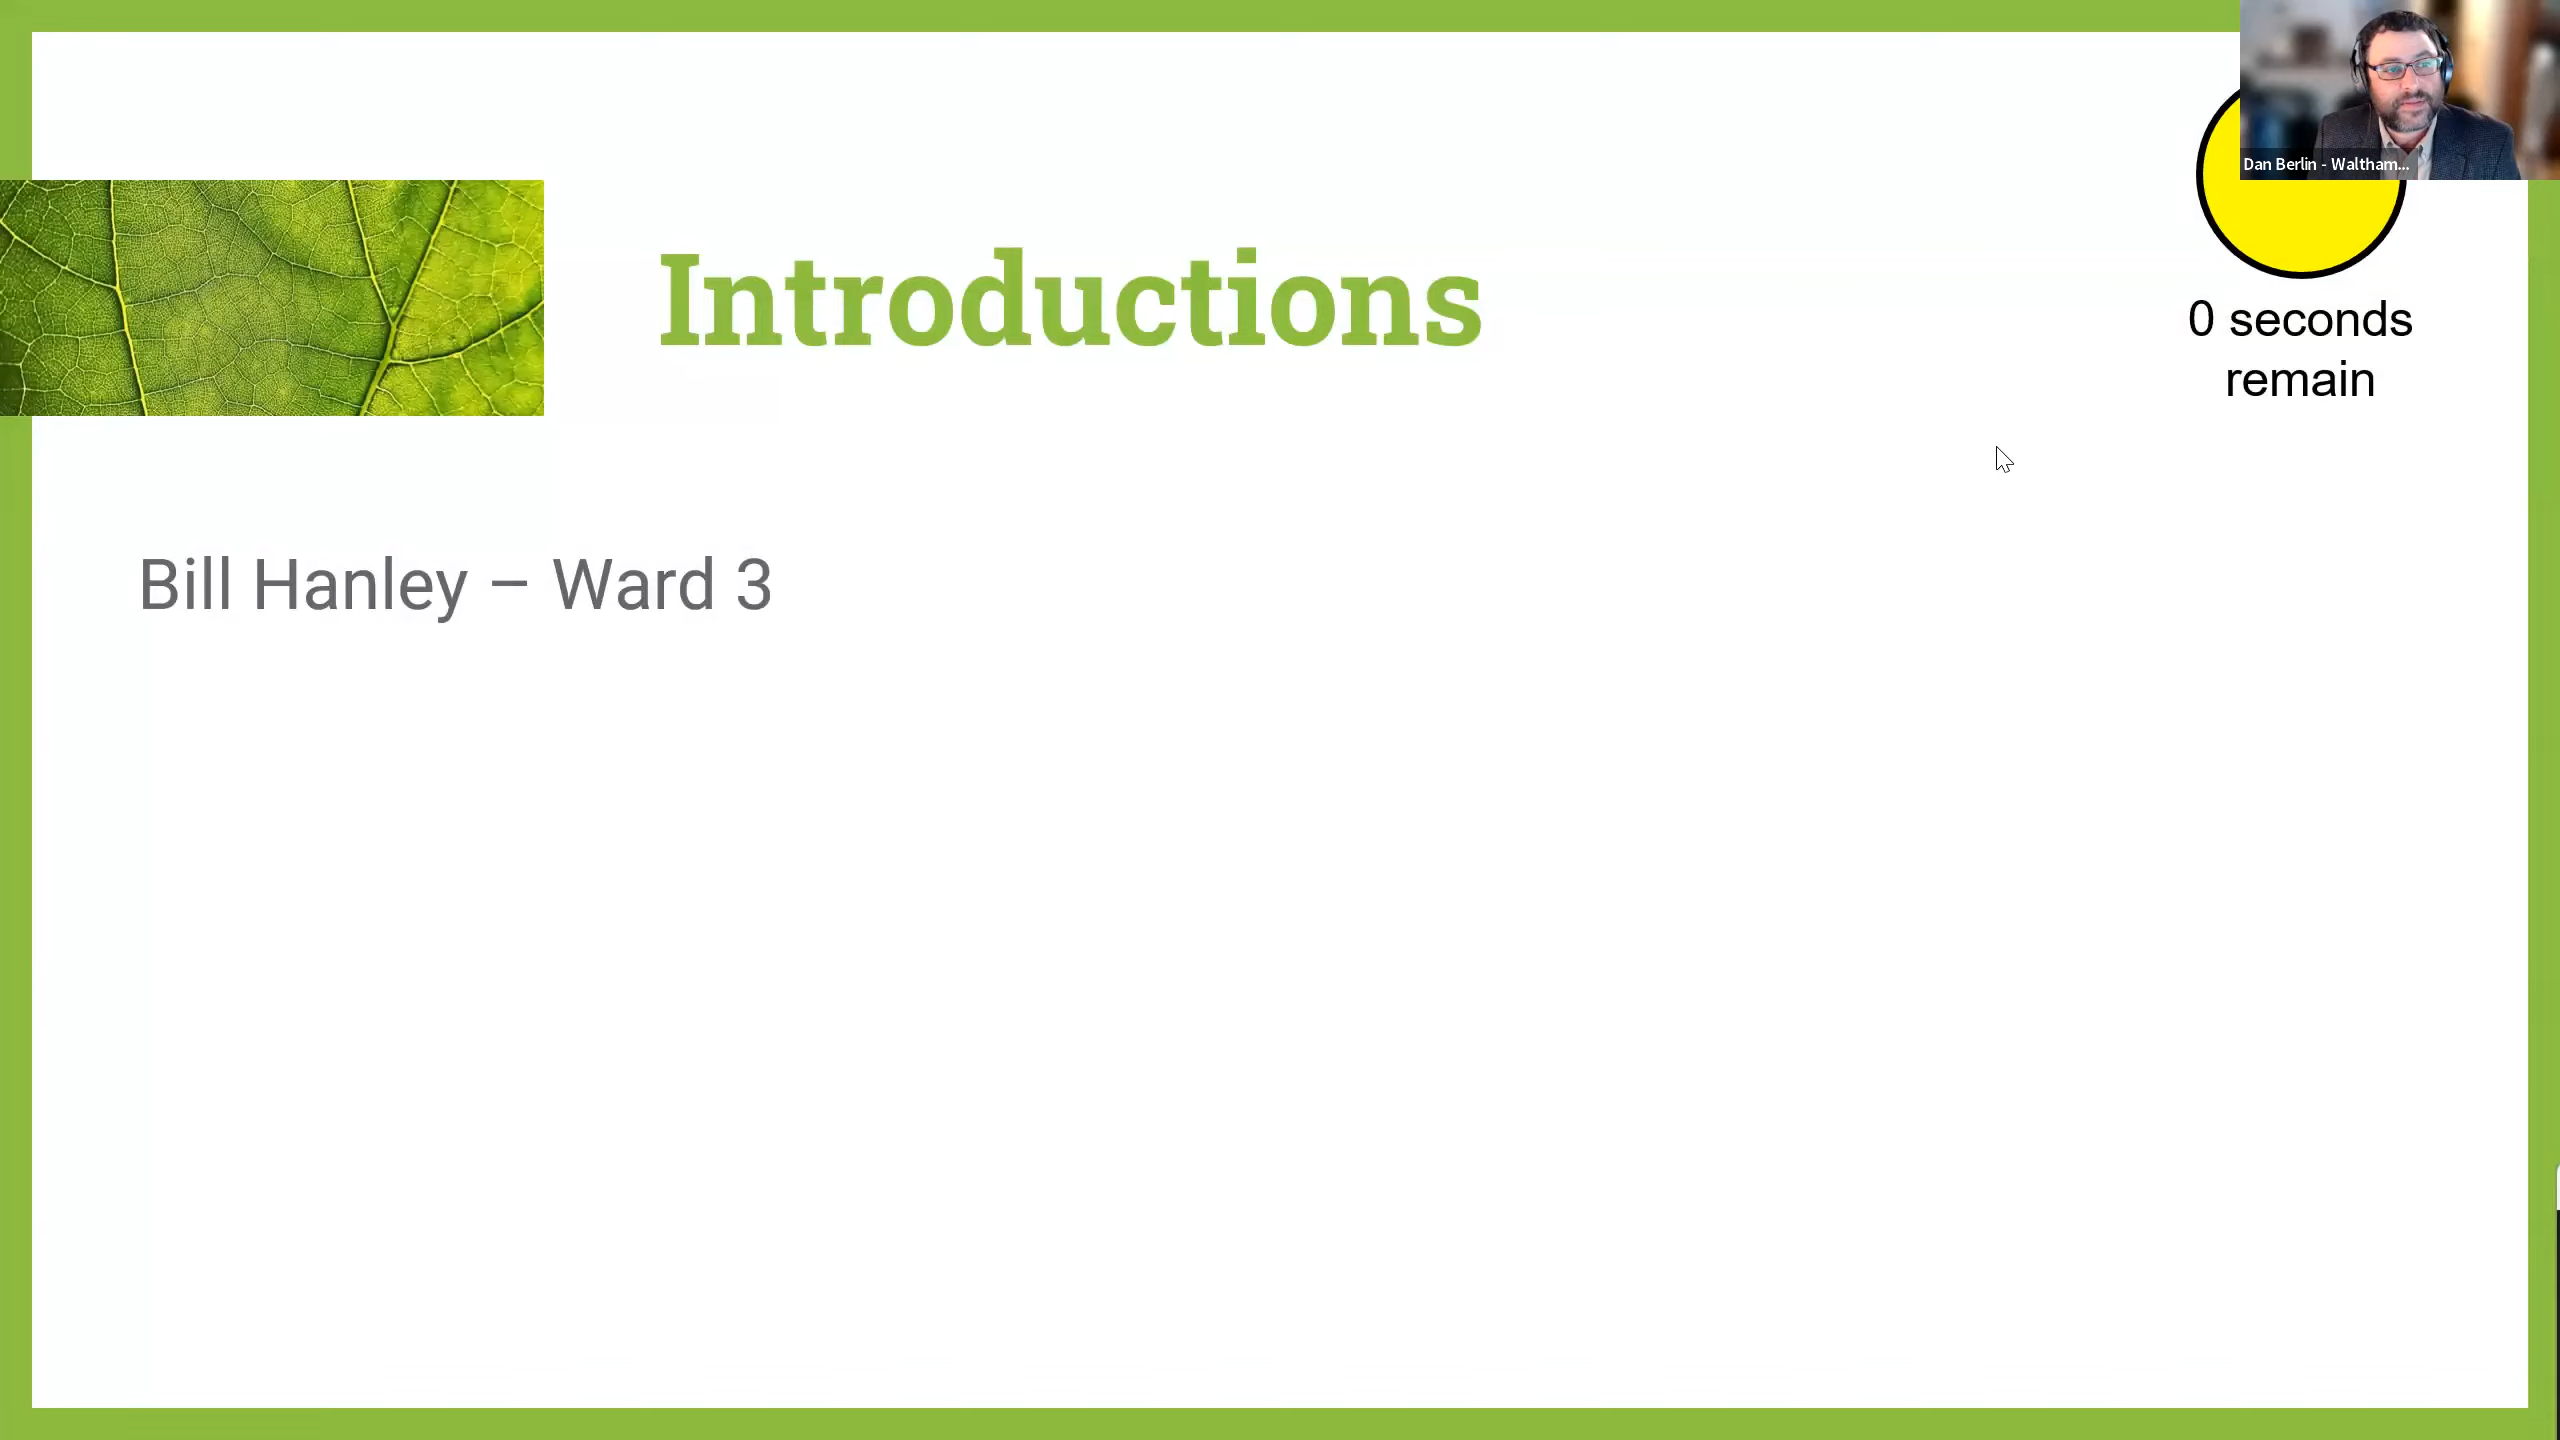 Dan Berlin - Waltham...
Introductions
0 seconds
remain
Bill Hanley – Ward 3